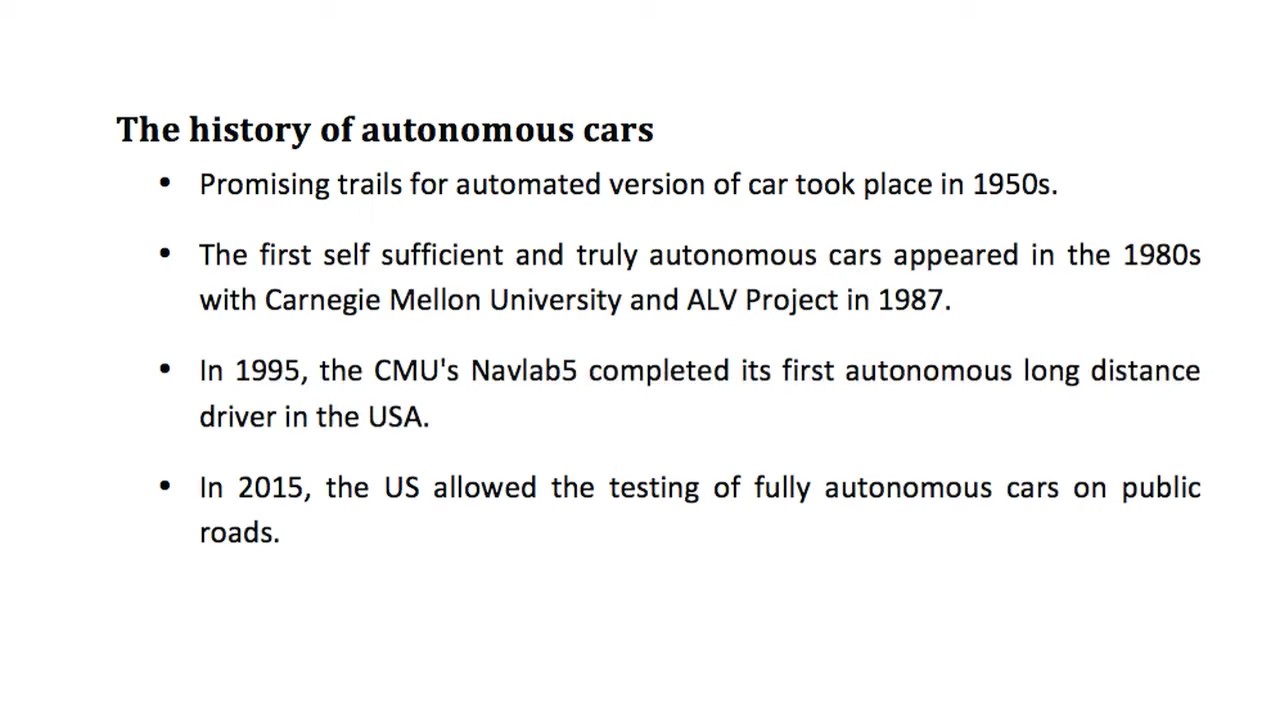 The history of autonomous cars
• Promising trails for automated version of car took place in 1950s.
• The first self sufficient and truly autonomous cars appeared in the 1980s
with Carnegie Mellon University and ALV Project in 1987.
• In 1995, the CMU's Navlab5 completed its first autonomous long distance
driver in the USA.
• In 2015, the US allowed the testing of fully autonomous cars on public
roads.